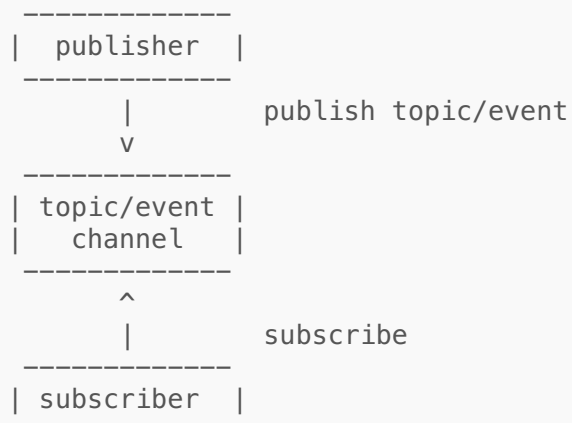 -------------
|  publisher  |
-------------
|        publish topic/event
v
-------------
| topic/event |
|   channel   |
-------------
^
|        subscribe
-------------
| subscriber  |